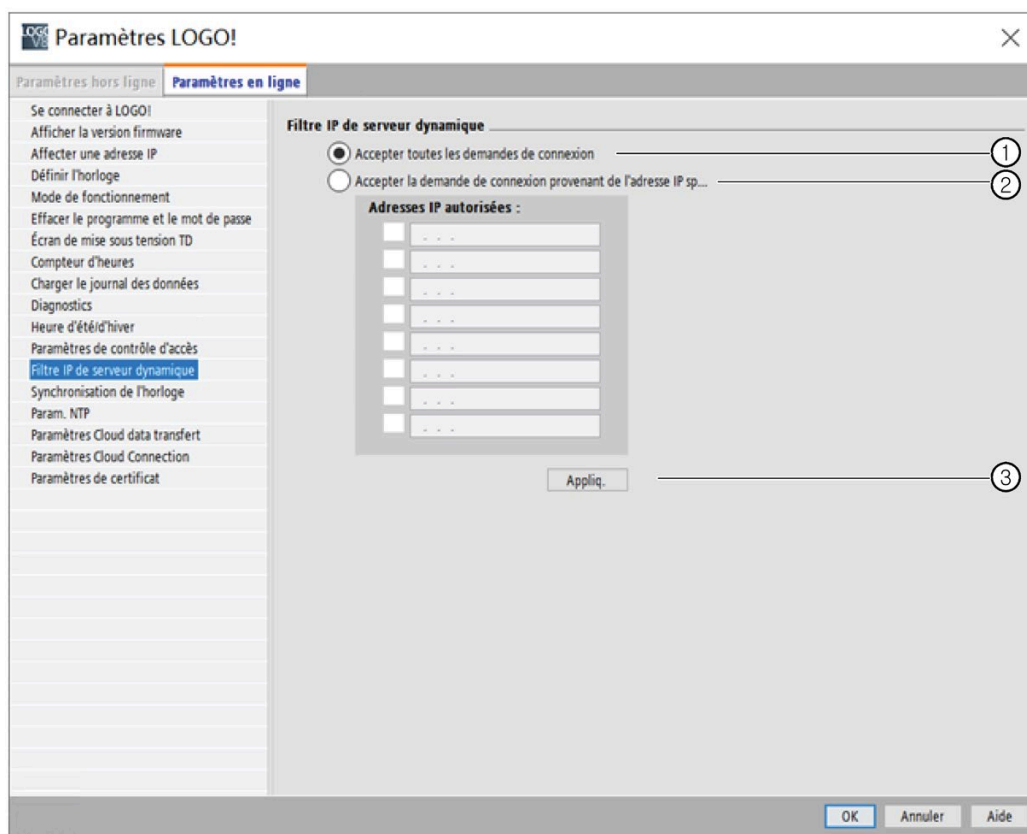 LOGO V8 Paramètres LOGO!
Paramètres hors ligne Paramètres en ligne
Se connecter à LOGO!
Afficher la version firmware
Affecter une adresse IP
Définir l'horloge
Mode de fonctionnement
Effacer le programme et le mot de passe
Écran de mise sous tension TD
Compteur d'heures
Charger le journal des données
Diagnostics
Heure d'été/d'hiver
Paramètres de contrôle d'accès
Filtre IP de serveur dynamique
Synchronisation de l'horloge
Param. NTP
Paramètres Cloud data transfert
Paramètres Cloud Connection
Paramètres de certificat
Filtre IP de serveur dynamique
Accepter toutes les demandes de connexion 1
Accepter la demande de connexion provenant de l'adresse IP sp... 2
Adresses IP autorisées :
. . .
. . .
. . .
. . .
. . .
. . .
. . .
. . .
Appliq. 3
OK Annuler Aide